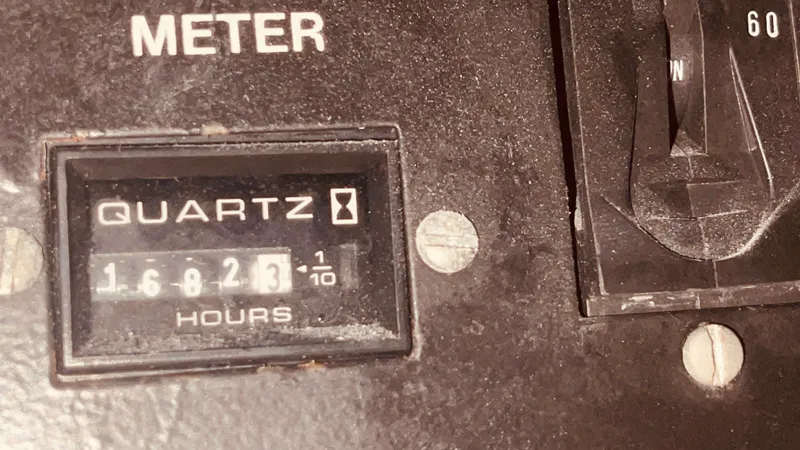 METER
60
QUARTZ
16823 1/10
HOURS